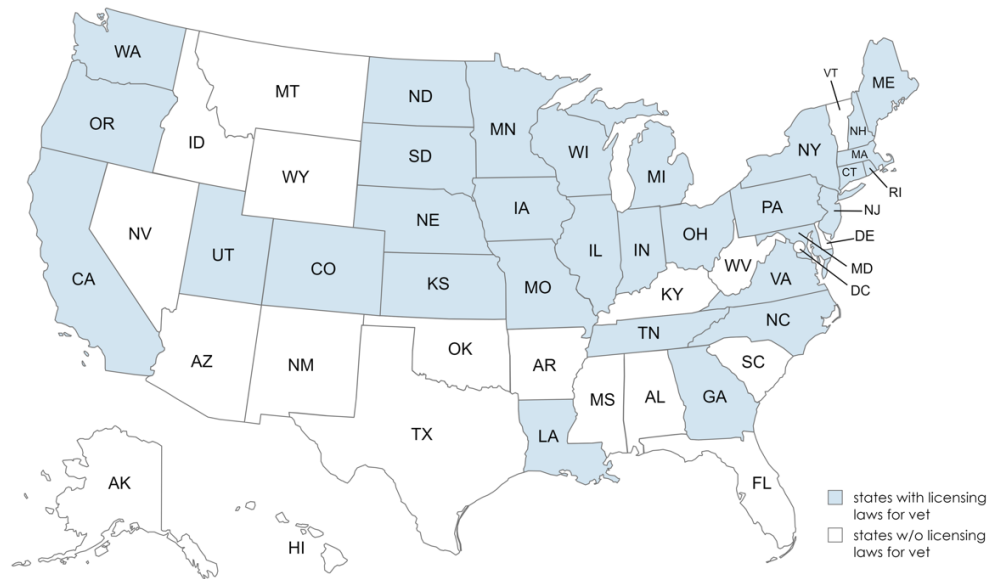 WA
MT
ND
MN
VT
ME
OR
ID
SD
WI
NH
NY
MA
MI
CT
WY
RI
IA
PA
NE
NJ
NV
OH
DE
UT
IL
IN
CA
CO
WV
MD
KS
MO
VA
DC
KY
NC
TN
OK
AZ
NM
AR
SC
MS
AL
GA
TX
LA
AK
FL
HI
states with licensing
laws for vet
states w/o licensing
laws for vet